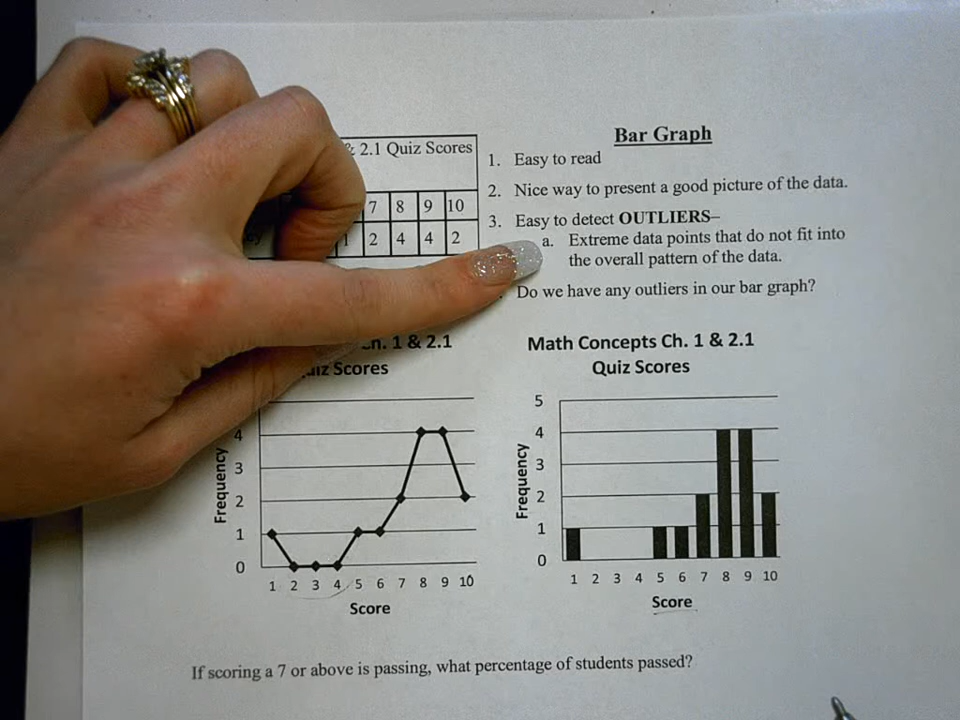 & 2.1 Quiz Scores
7 8 9 10
1 2 4 4 2
Bar Graph
1. Easy to read
2. Nice way to present a good picture of the data.
3. Easy to detect OUTLIERS–
a. Extreme data points that do not fit into
the overall pattern of the data.
Do we have any outliers in our bar graph?
1 & 2.1
Scores
4
3
2
1
0
Frequency
1 2 3 4 5 6 7 8 9 10
Score
Math Concepts Ch. 1 & 2.1
Quiz Scores
5
4
3
2
1
0
Frequency
1 2 3 4 5 6 7 8 9 10
Score
If scoring a 7 or above is passing, what percentage of students passed?